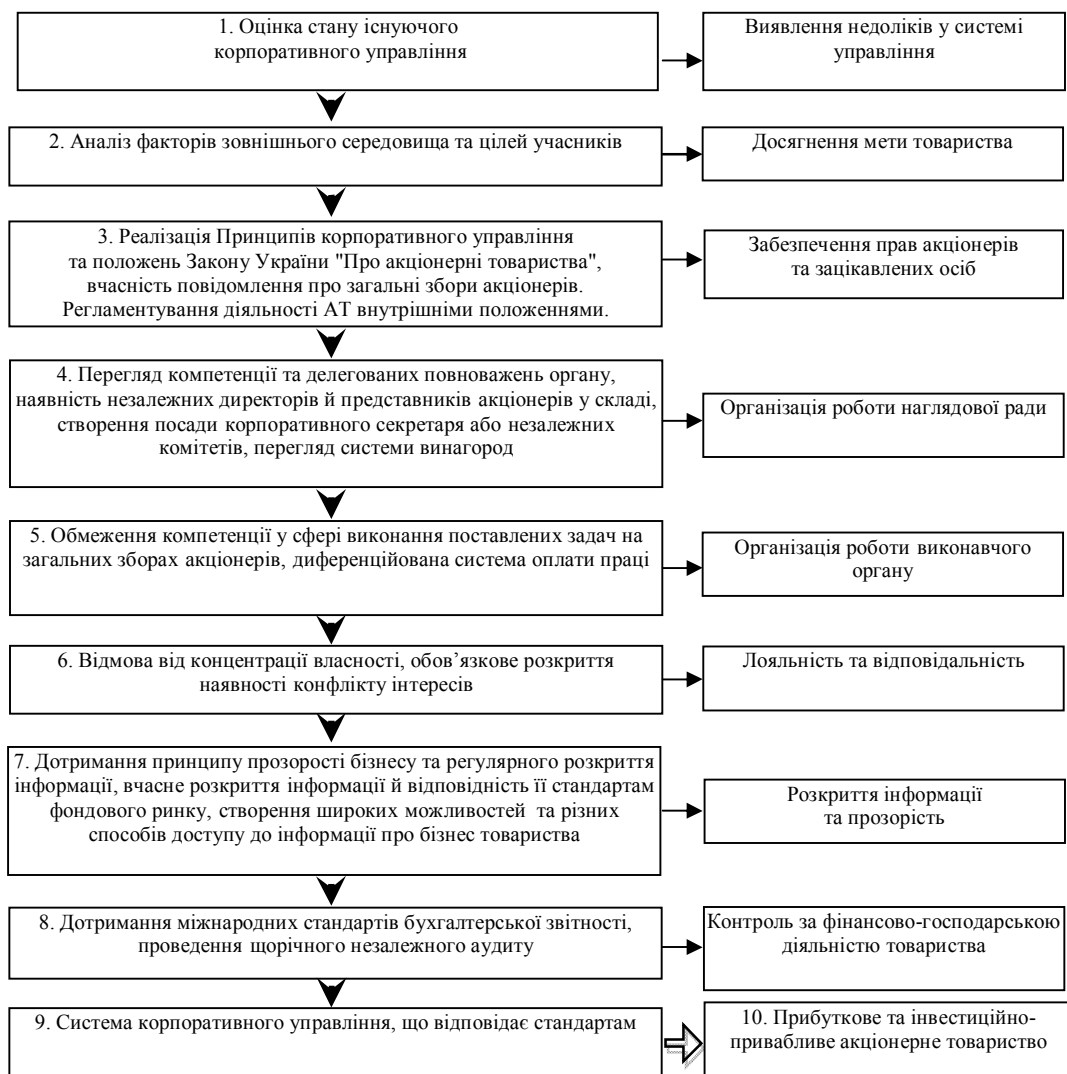 1. Оцінка стану існуючого
корпоративного управління
Виявлення недоліків у системі
управління
2. Аналіз факторів зовнішнього середовища та цілей учасників
Досягнення мети товариства
3. Реалізація Принципів корпоративного управління
та положень Закону України "Про акціонерні товариства",
вчасність повідомлення про загальні збори акціонерів.
Регламентування діяльності АТ внутрішніми положеннями.
Забезпечення прав акціонерів
та зацікавлених осіб
4. Перегляд компетенції та делегованих повноважень органу,
наявність незалежних директорів й представників акціонерів у складі,
створення посади корпоративного секретаря або незалежних
комітетів, перегляд системи винагород
Організація роботи наглядової ради
5. Обмеження компетенції у сфері виконання поставлених задач на
загальних зборах акціонерів, диференційована система оплати праці
Організація роботи виконавчого
органу
6. Відмова від концентрації власності, обов’язкове розкриття
наявності конфлікту інтересів
Лояльність та відповідальність
7. Дотримання принципу прозорості бізнесу та регулярного розкриття
інформації, вчасне розкриття інформації й відповідність її стандартам
фондового ринку, створення широких можливостей та різних
способів доступу до інформації про бізнес товариства
Розкриття інформації
та прозорість
8. Дотримання міжнародних стандартів бухгалтерської звітності,
проведення щорічного незалежного аудиту
Контроль за фінансово-господарською
діяльністю товариства
9. Система корпоративного управління, що відповідає стандартам
10. Прибуткове та інвестиційно-
привабливе акціонерне товариство